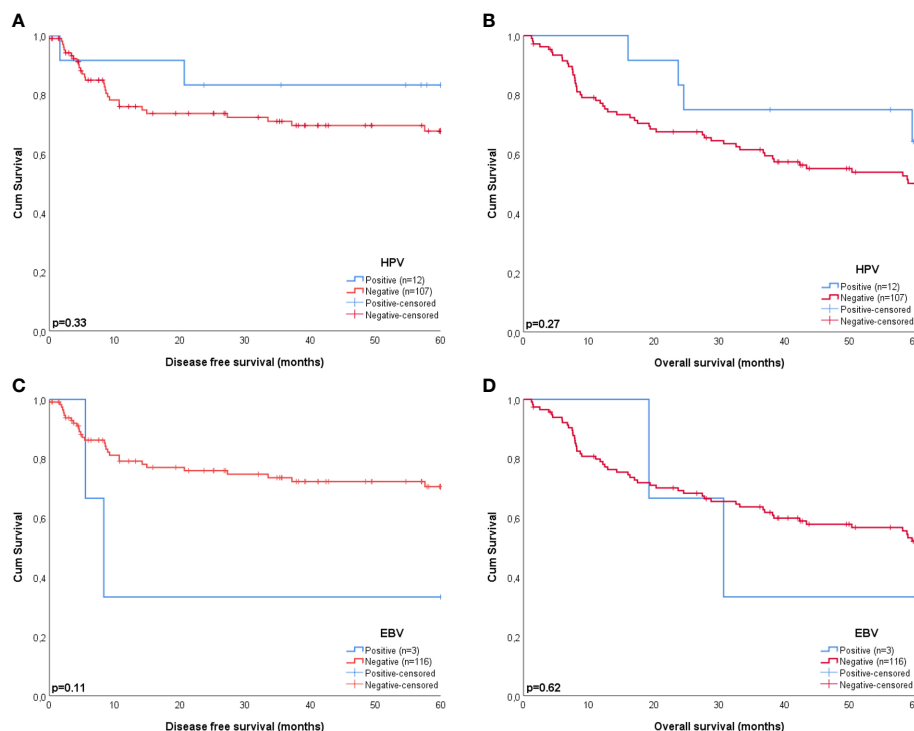 A
Cum Survival
1,0
0,8
0,6
0,4
0,2
0,0
p=0.33
HPV
Positive (n=12)
Negative (n=107)
Positive-censored
Negative-censored
0 10 20 30 40 50 60
Disease free survival (months)
B
Cum Survival
1,0
0,8
0,6
0,4
0,2
0,0
p=0.27
HPV
Positive (n=12)
Negative (n=107)
Positive-censored
Negative-censored
0 10 20 30 40 50 60
Overall survival (months)
C
Cum Survival
1,0
0,8
0,6
0,4
0,2
0,0
p=0.11
EBV
Positive (n=3)
Negative (n=116)
Positive-censored
Negative-censored
0 10 20 30 40 50 60
Disease free survival (months)
D
Cum Survival
1,0
0,8
0,6
0,4
0,2
0,0
p=0.62
EBV
Positive (n=3)
Negative (n=116)
Positive-censored
Negative-censored
0 10 20 30 40 50 60
Overall survival (months)